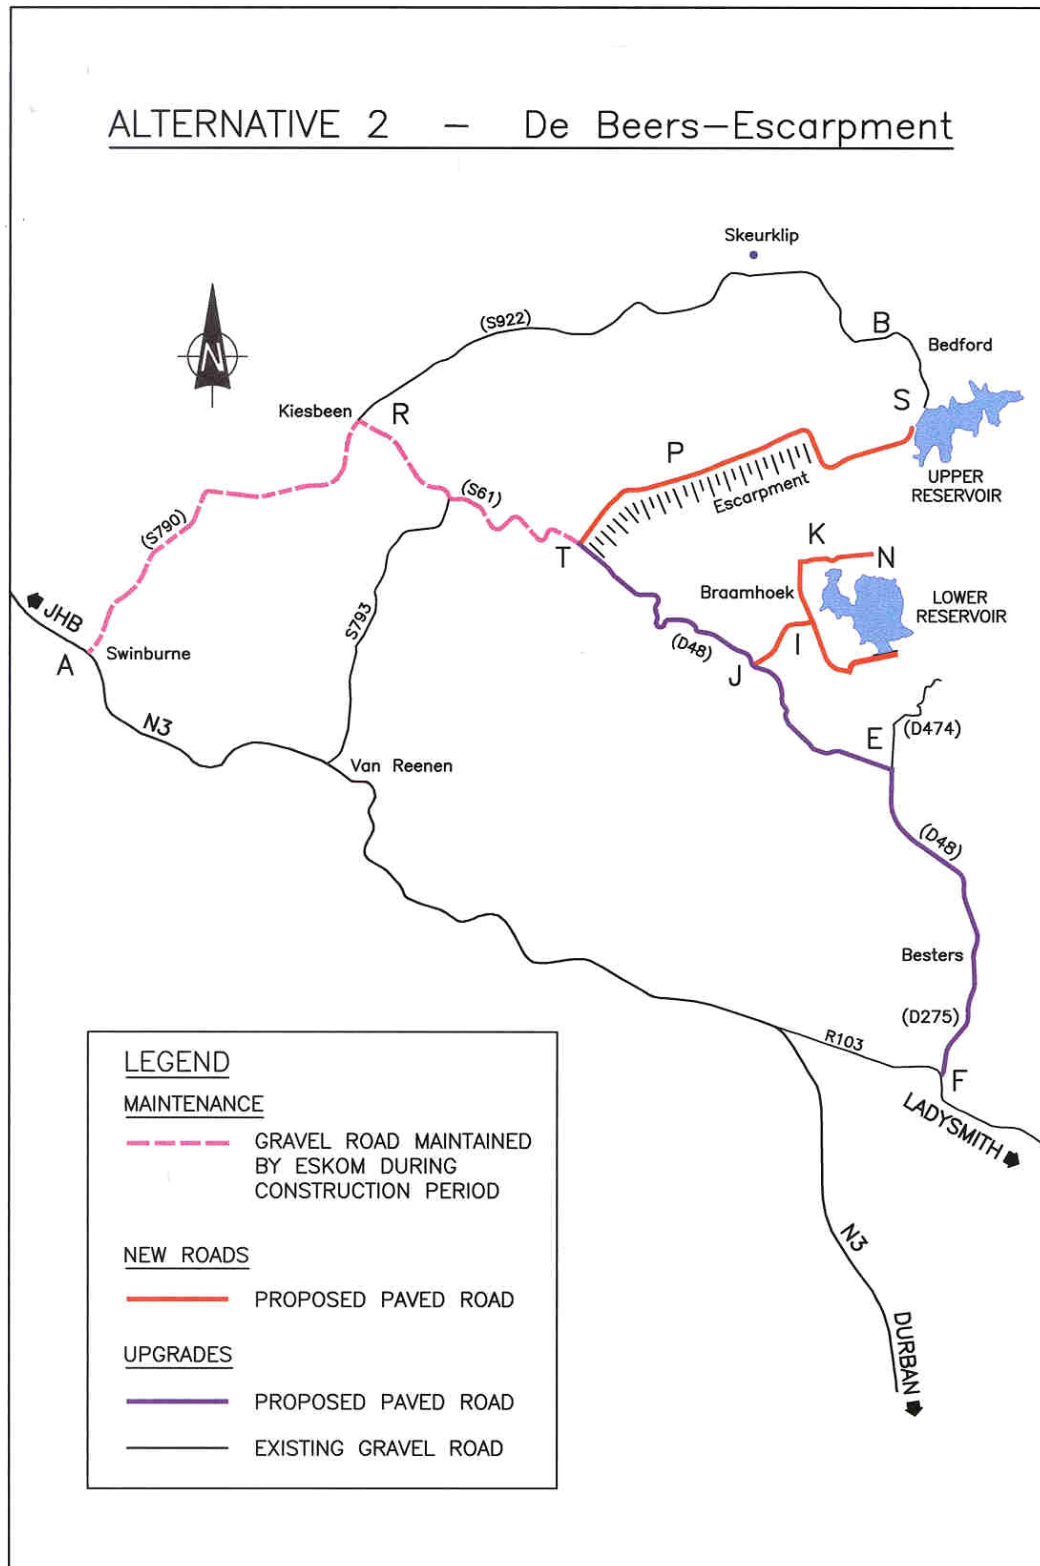 ALTERNATIVE 2 – De Beers–Escarpment
Skeurklip
(S922)
B
Bedford
N
Kiesbeen
R
S
P
UPPER
RESERVOIR
Escarpment
(S61)
(S790)
T
K
N
Braamhoek
LOWER
RESERVOIR
JHB
S793
(D48)
I
A
Swinburne
J
N3
E
(D474)
Van Reenen
(D48)
Besters
(D275)
R103
F
LADYSMITH
N3
DURBAN
LEGEND
MAINTENANCE
GRAVEL ROAD MAINTAINED
BY ESKOM DURING
CONSTRUCTION PERIOD
NEW ROADS
PROPOSED PAVED ROAD
UPGRADES
PROPOSED PAVED ROAD
EXISTING GRAVEL ROAD